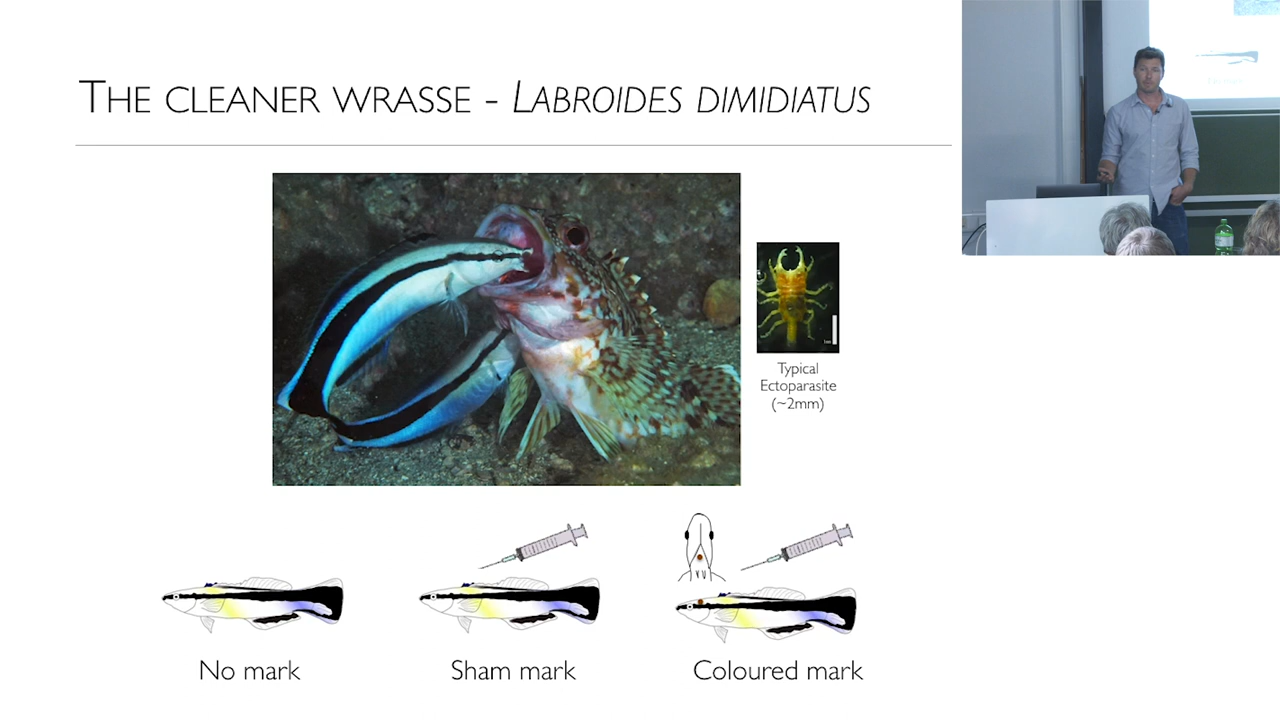 THE CLEANER WRASSE - LABROIDES DIMIDIATUS
Typical
Ectoparasite
(~2mm)
No mark
Sham mark
Coloured mark